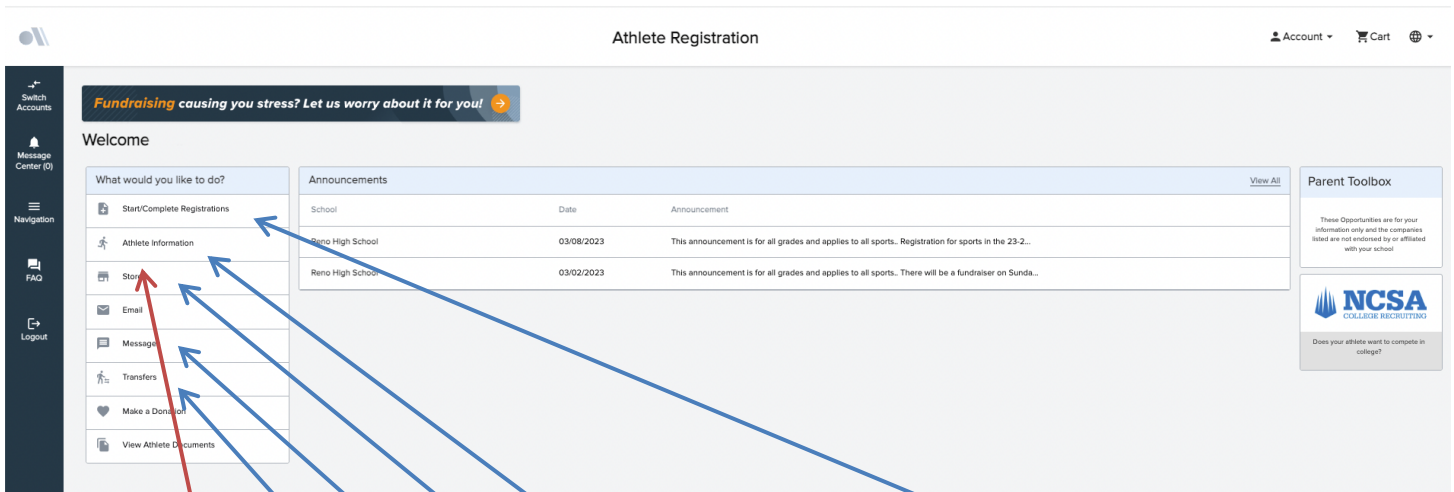 Athlete Registration
Account
Cart
Switch
Accounts
Message
Center (0)
Navigation
FAQ
Logout
Fundraising causing you stress? Let us worry about it for you!
Welcome
What would you like to do?
Start/Complete Registrations
Athlete Information
Store
Email
Message
Transfers
Make a Donation
View Athlete Documents
Announcements
View All
School
Date
Announcement
Reno High School
03/08/2023
This announcement is for all grades and applies to all sports.. Registration for sports in the 23-2...
Reno High School
03/02/2023
This announcement is for all grades and applies to all sports.. There will be a fundraiser on Sunda...
Parent Toolbox
These Opportunities are for your
information only and the companies
listed are not endorsed by or affiliated
with your school
NCSA
COLLEGE RECRUITING
Does your athlete want to compete in
college?